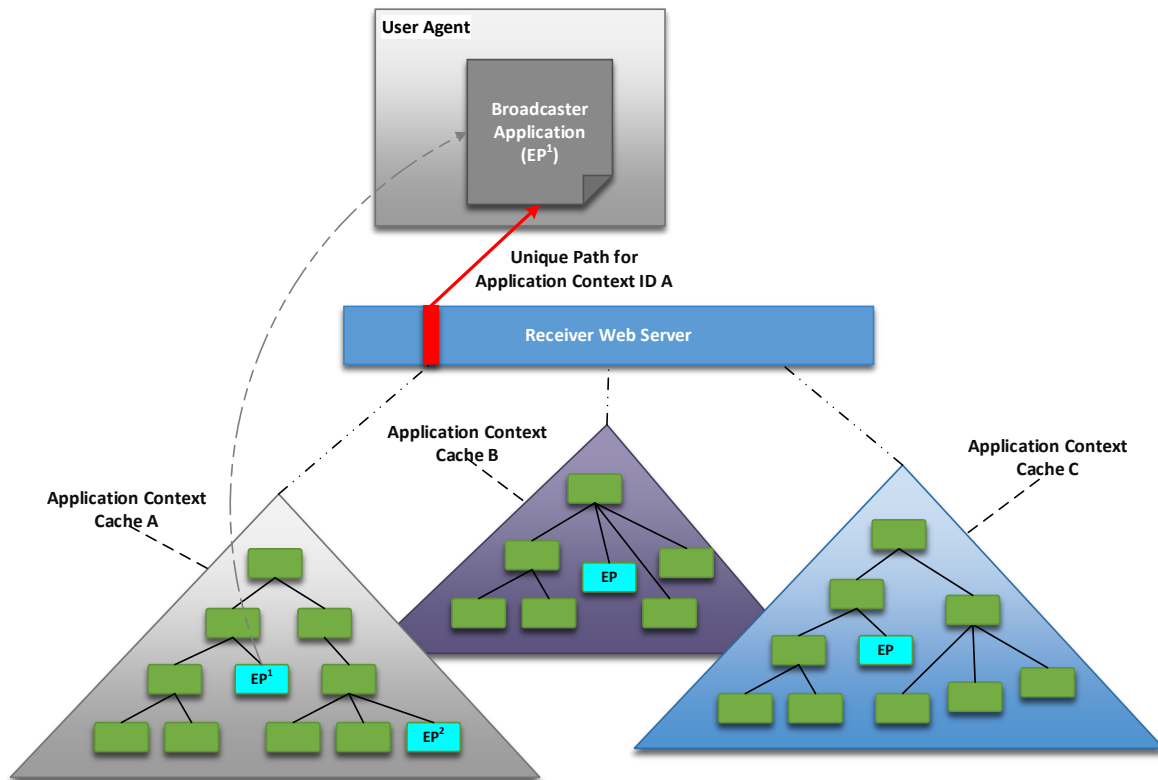 User Agent
Broadcaster
Application
(EP¹)
Unique Path for
Application Context ID A
Receiver Web Server
Application Context
Cache B
Application Context
Cache C
Application Context
Cache A
EP
EP
EP¹
EP²